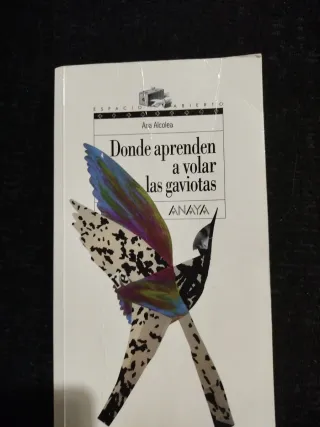 ESPACIO ABIERTO
Ana Alcolea
Donde aprenden
a volar
las gaviotas
ANAYA